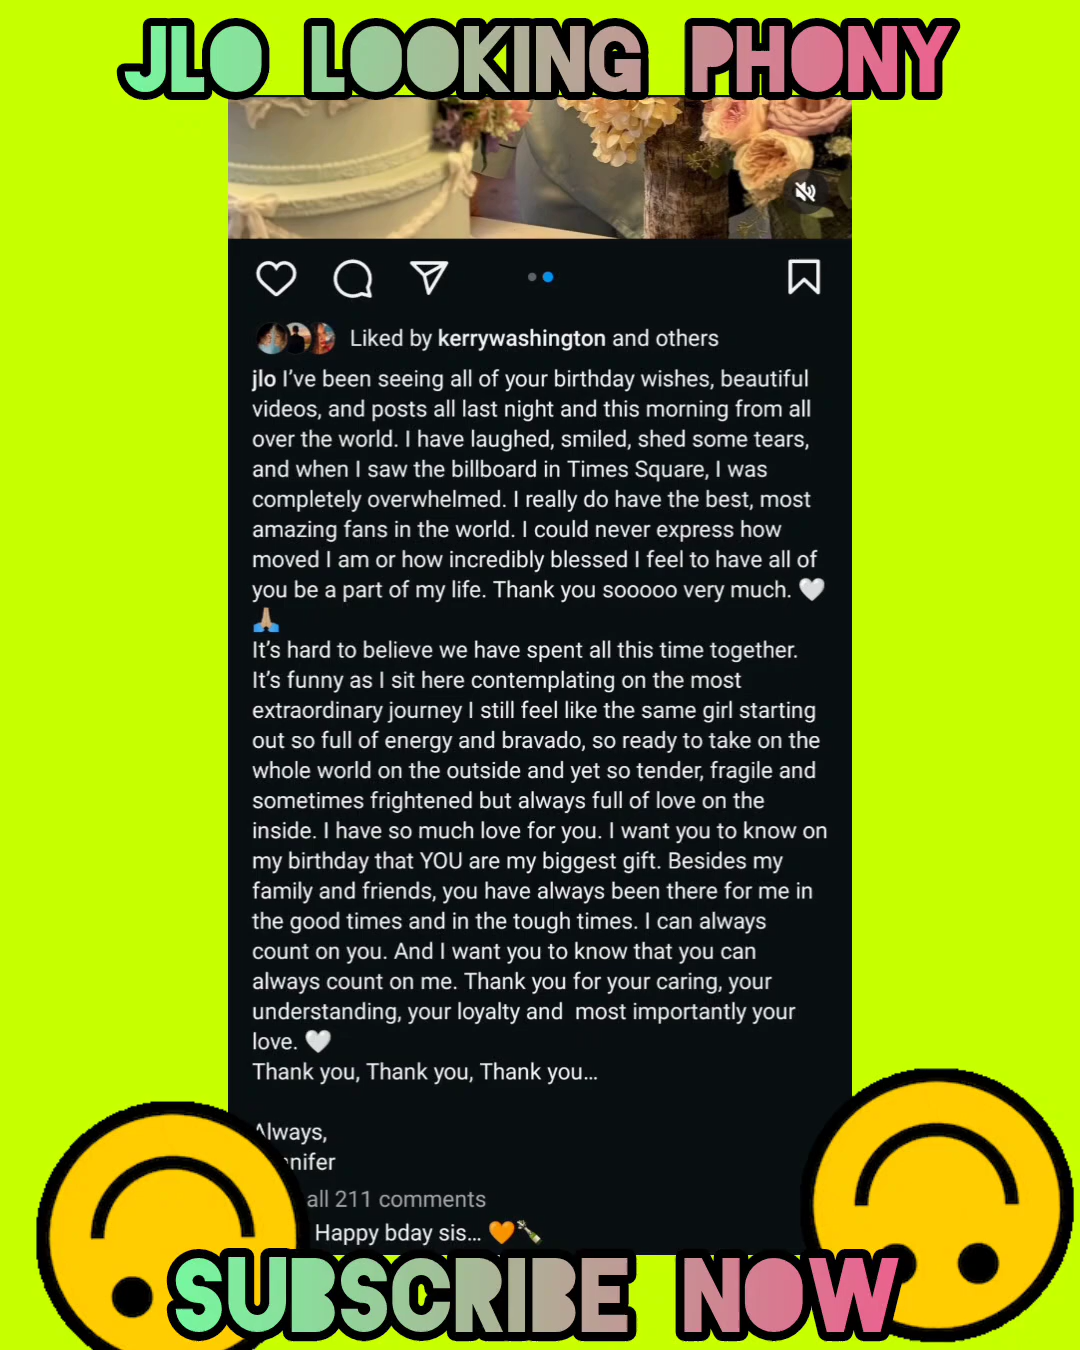 JLO LOOKING PHONY
Liked by kerrywashington and others
jlo I’ve been seeing all of your birthday wishes, beautiful
videos, and posts all last night and this morning from all
over the world. I have laughed, smiled, shed some tears,
and when I saw the billboard in Times Square, I was
completely overwhelmed. I really do have the best, most
amazing fans in the world. I could never express how
moved I am or how incredibly blessed I feel to have all of
you be a part of my life. Thank you sooooo very much. 🤍
🙏🏽
It’s hard to believe we have spent all this time together.
It’s funny as I sit here contemplating on the most
extraordinary journey I still feel like the same girl starting
out so full of energy and bravado, so ready to take on the
whole world on the outside and yet so tender, fragile and
sometimes frightened but always full of love on the
inside. I have so much love for you. I want you to know on
my birthday that YOU are my biggest gift. Besides my
family and friends, you have always been there for me in
the good times and in the tough times. I can always
count on you. And I want you to know that you can
always count on me. Thank you for your caring, your
understanding, your loyalty and  most importantly your
love. 🤍
Thank you, Thank you, Thank you…
Always,
nifer
all 211 comments
Happy bday sis… 🧡🍾
SUBSCRIBE NOW